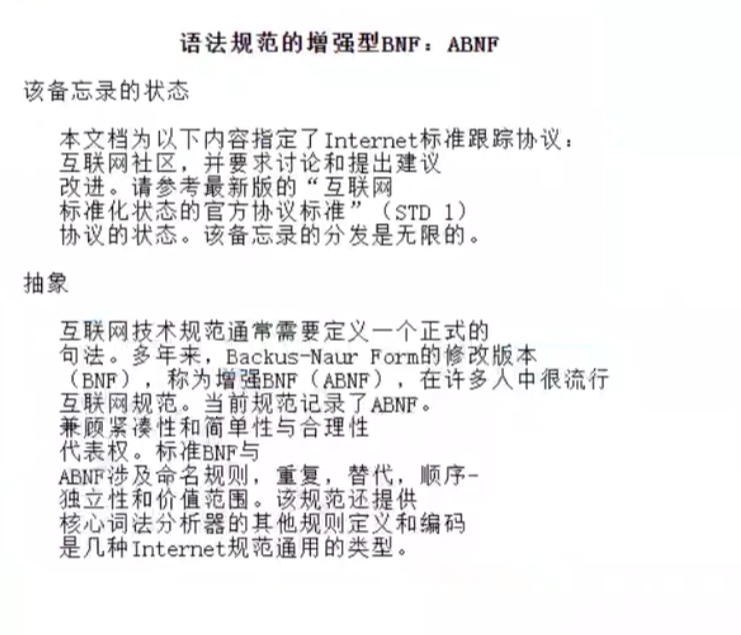 语法规范的增强型BNF：ABNF
该备忘录的状态
本文档为以下内容指定了Internet标准跟踪协议：
互联网社区，并要求讨论和提出建议
改进。请参考最新版的“互联网
标准化状态的官方协议标准”（STD 1）
协议的状态。该备忘录的分发是无限的。
抽象
互联网技术规范通常需要定义一个正式的
句法。多年来，Backus-Naur Form的修改版本
（BNF），称为增强BNF（ABNF），在许多人中很流行
互联网规范。当前规范记录了ABNF。
兼顾紧凑性和简单性与合理性
代表权。标准BNF与
ABNF涉及命名规则，重复，替代，顺序-
独立性和价值范围。该规范还提供
核心词法分析器的其他规则定义和编码
是几种Internet规范通用的类型。